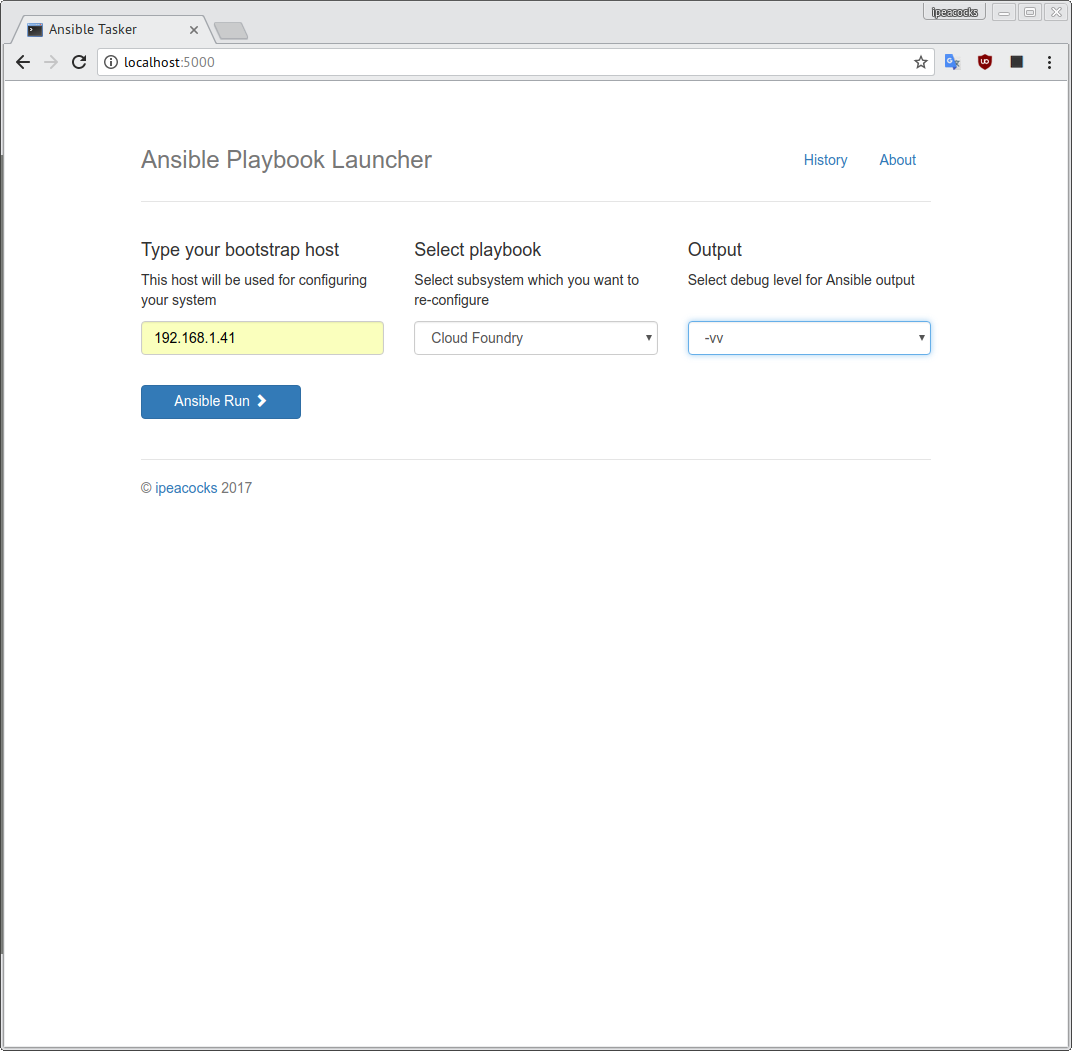 ipeacocks
Ansible Tasker
localhost:5000
Ansible Playbook Launcher
History
About
Type your bootstrap host
This host will be used for configuring
your system
192.168.1.41
Select playbook
Select subsystem which you want to
re-configure
Cloud Foundry
Output
Select debug level for Ansible output
-vv
Ansible Run
© ipeacocks 2017